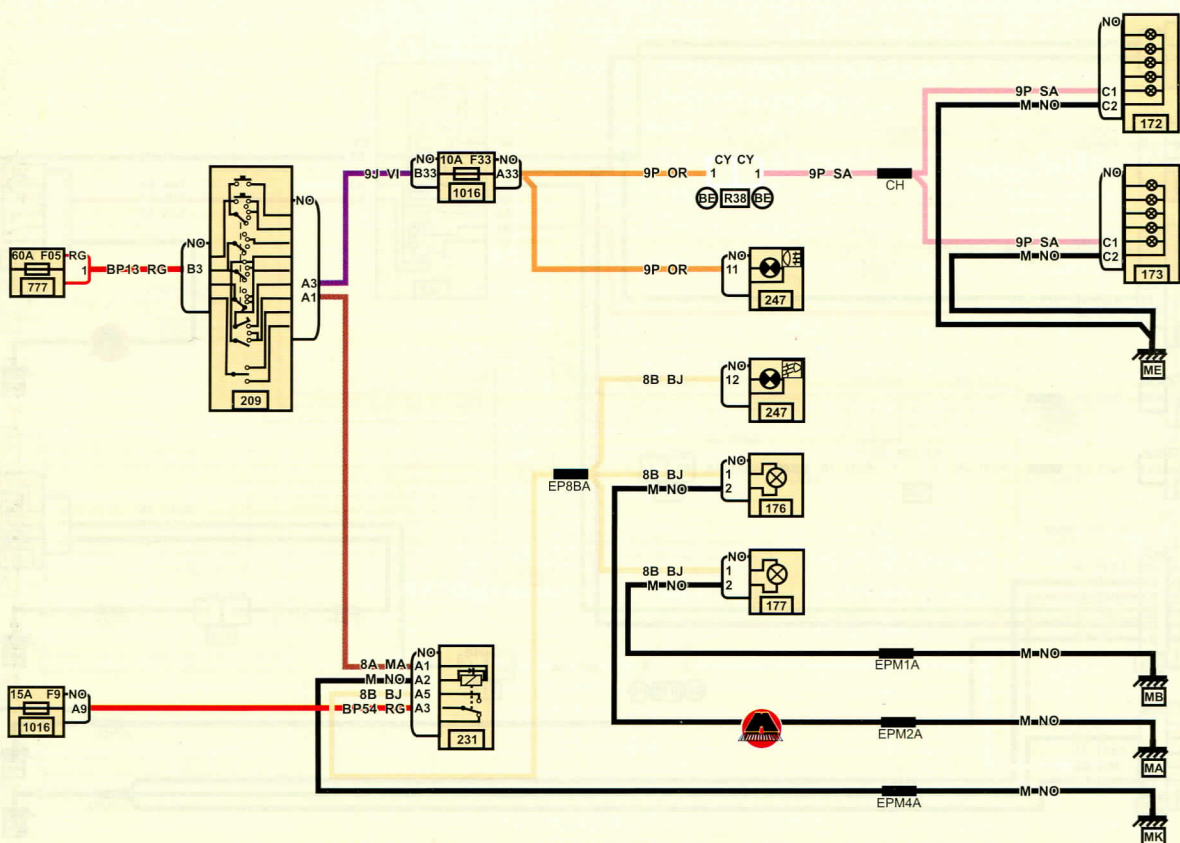 NO
9P SA C1
M NO C2
172
NO
10A F33
NO
CY CY
9J VI B33
A33
9P OR
1
1
9P SA
CH
1016
BE R38 BE
NO
9P SA C1
M NO C2
173
NO
60A F05 RG
1
BP13 RG
NO
B3
777
A3
A1
209
NO
9P OR
11
247
ME
NO
8B BJ
12
247
EP8BA
NO
8B BJ 1
M NO 2
176
NO
8B BJ 1
M NO 2
177
NO
8A MA A1
M NO A2
8B BJ A5
BP54 RG A3
231
15A F9 NO
A9
1016
EPM1A
M NO
MB
EPM2A
M NO
MA
EPM4A
M NO
MK